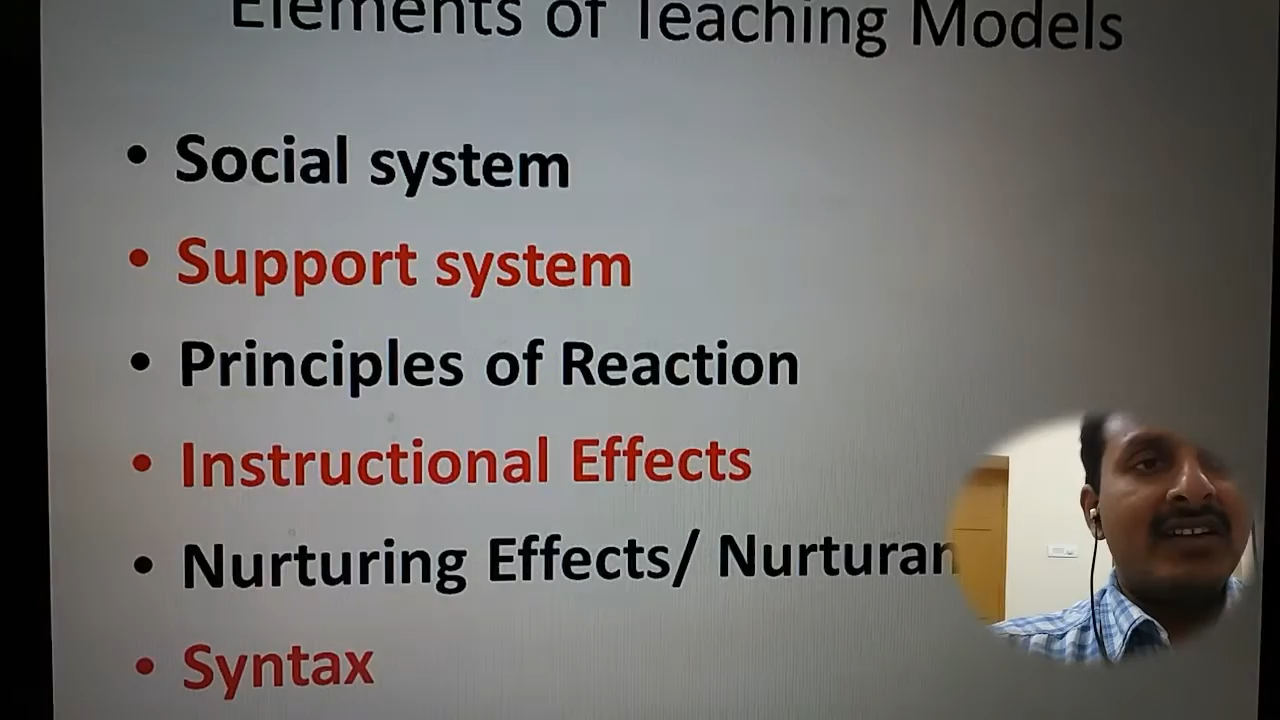 Elements of Teaching Models
• Social system
• Support system
• Principles of Reaction
• Instructional Effects
• Nurturing Effects/ Nurturan
• Syntax